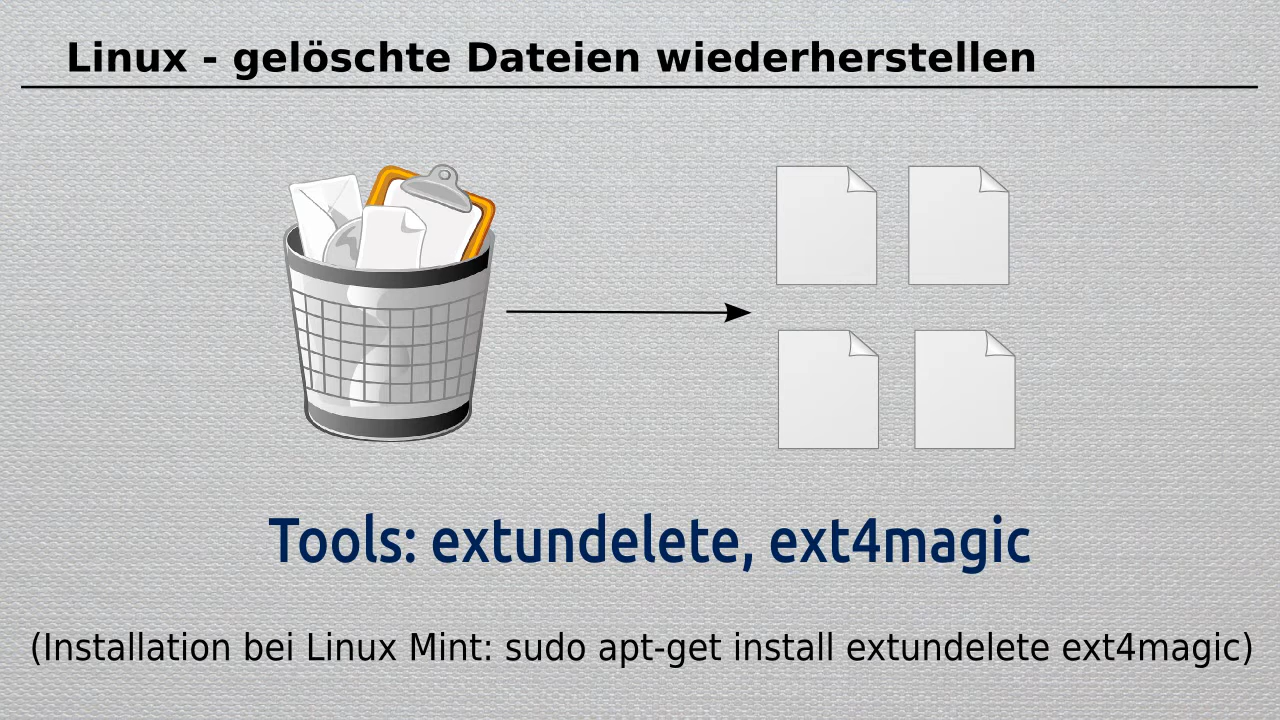 Linux - gelöschte Dateien wiederherstellen
Tools: extundelete, ext4magic
(Installation bei Linux Mint: sudo apt-get install extundelete ext4magic)